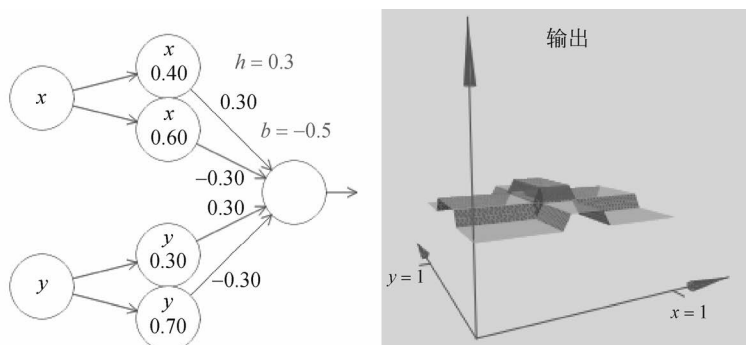 x
x
0.40
x
0.60
h = 0.3
0.30
b = −0.5
−0.30
0.30
y
y
0.30
y
0.70
−0.30
输出
y = 1
x = 1